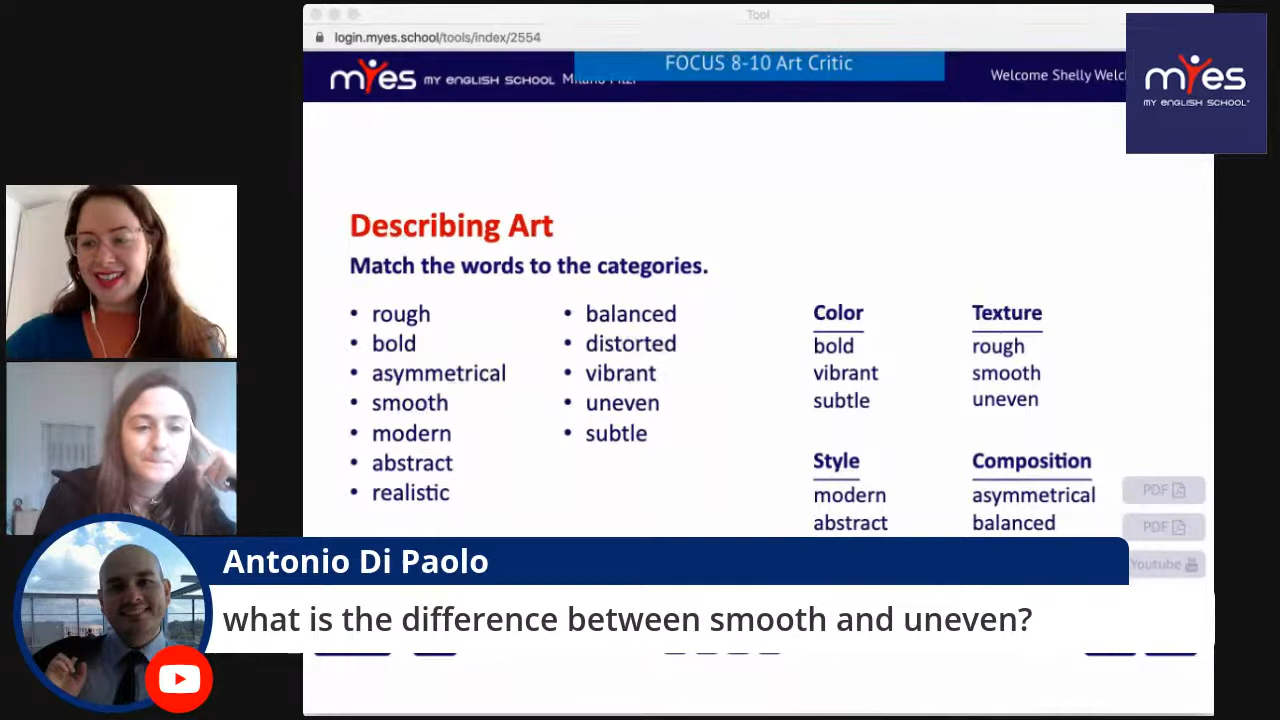 Tool
login.myes.school/tools/index/2554
FOCUS 8-10 Art Critic
myes MY ENGLISH SCHOOL
Welcome Shelly Welch
myes
MY ENGLISH SCHOOL
Describing Art
Match the words to the categories.
• rough
• bold
• asymmetrical
• smooth
• modern
• abstract
• realistic
• balanced
• distorted
• vibrant
• uneven
• subtle
Color
bold
vibrant
subtle
Texture
rough
smooth
uneven
Style
modern
abstract
Composition
asymmetrical
balanced
PDF
PDF
Youtube
Antonio Di Paolo
what is the difference between smooth and uneven?